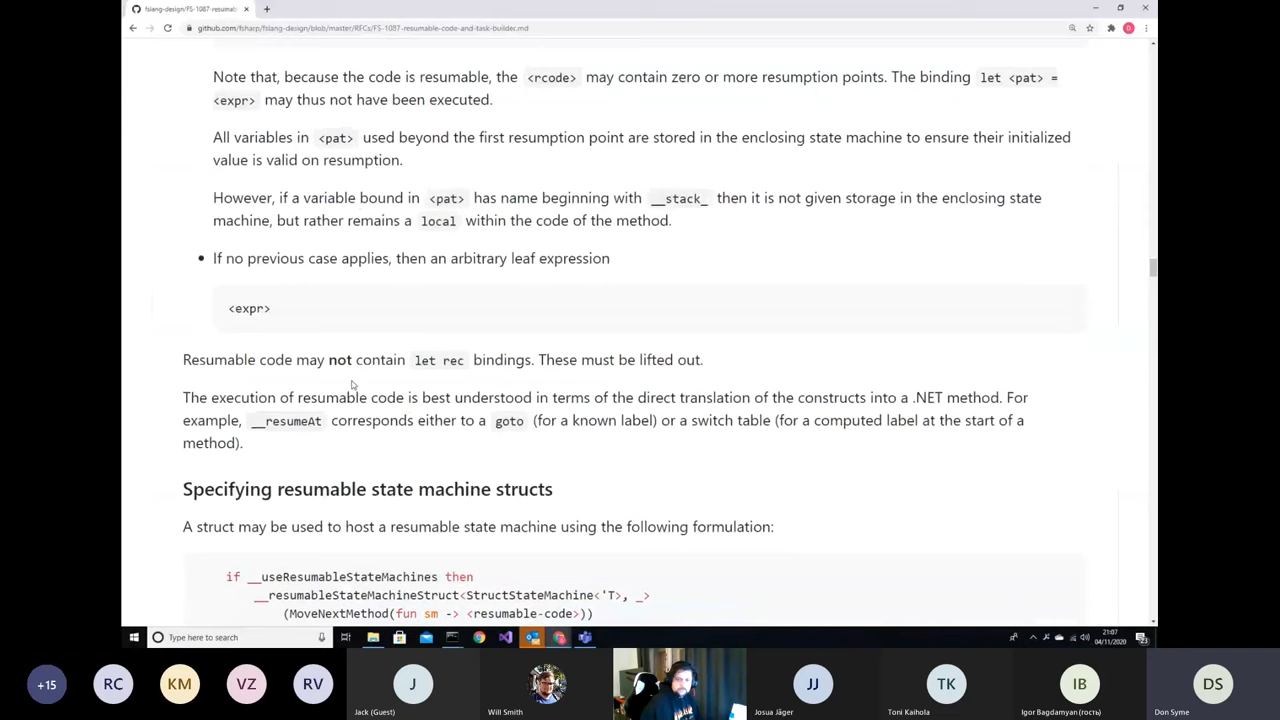 fslang-design/FS-1087-resumabl
github.com/fsharp/fslang-design/blob/master/RFCs/FS-1087-resumable-code-and-task-builder.md
Note that, because the code is resumable, the <rcode> may contain zero or more resumption points. The binding let <pat> =
<expr> may thus not have been executed.
All variables in <pat> used beyond the first resumption point are stored in the enclosing state machine to ensure their initialized
value is valid on resumption.
However, if a variable bound in <pat> has name beginning with __stack_ then it is not given storage in the enclosing state
machine, but rather remains a local within the code of the method.
If no previous case applies, then an arbitrary leaf expression
<expr>
Resumable code may not contain let rec bindings. These must be lifted out.
The execution of resumable code is best understood in terms of the direct translation of the constructs into a .NET method. For
example, __resumeAt corresponds either to a goto (for a known label) or a switch table (for a computed label at the start of a
method).
Specifying resumable state machine structs
A struct may be used to host a resumable state machine using the following formulation:
if __useResumableStateMachines then
__resumableStateMachineStruct<StructStateMachine<'T>, _>
(MoveNextMethod(fun sm -> <resumable-code>))
Type here to search
21:07
04/11/2020
+15 RC KM VZ RV J JJ TK IB DS
Jack (Guest) Will Smith Josua Jäger Toni Kaihola Igor Bagdamyan (гость) Don Syme